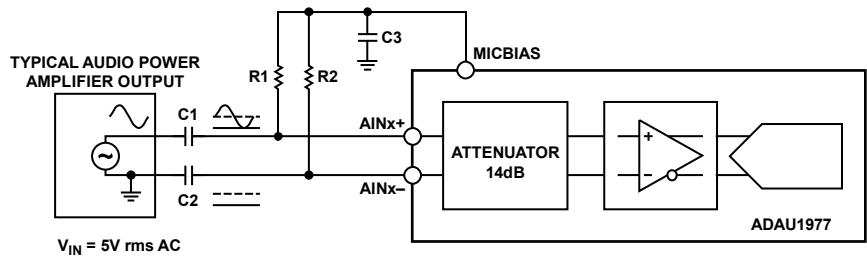 MICBIAS
C3
TYPICAL AUDIO POWER
AMPLIFIER OUTPUT
R1
R2
C1
AINx+
ATTENUATOR
14dB
+
−
~
C2
AINx−
ADAU1977
V_IN = 5V rms AC